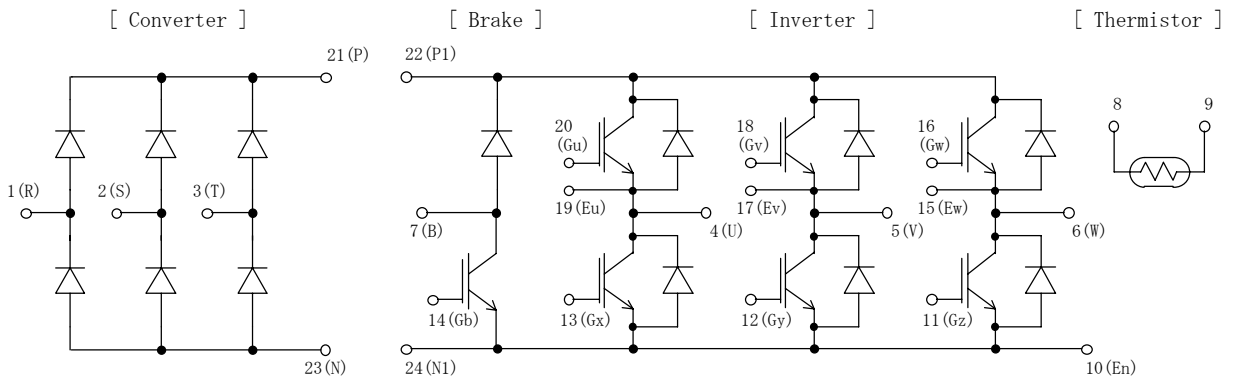 [ Converter ]
[ Brake ]
[ Inverter ]
[ Thermistor ]
21(P)
22(P1)
8
9
20
(Gu)
18
(Gv)
16
(Gw)
1(R)
2(S)
3(T)
19(Eu)
17(Ev)
15(Ew)
7(B)
4(U)
5(V)
6(W)
14(Gb)
13(Gx)
12(Gy)
11(Gz)
23(N)
24(N1)
10(En)